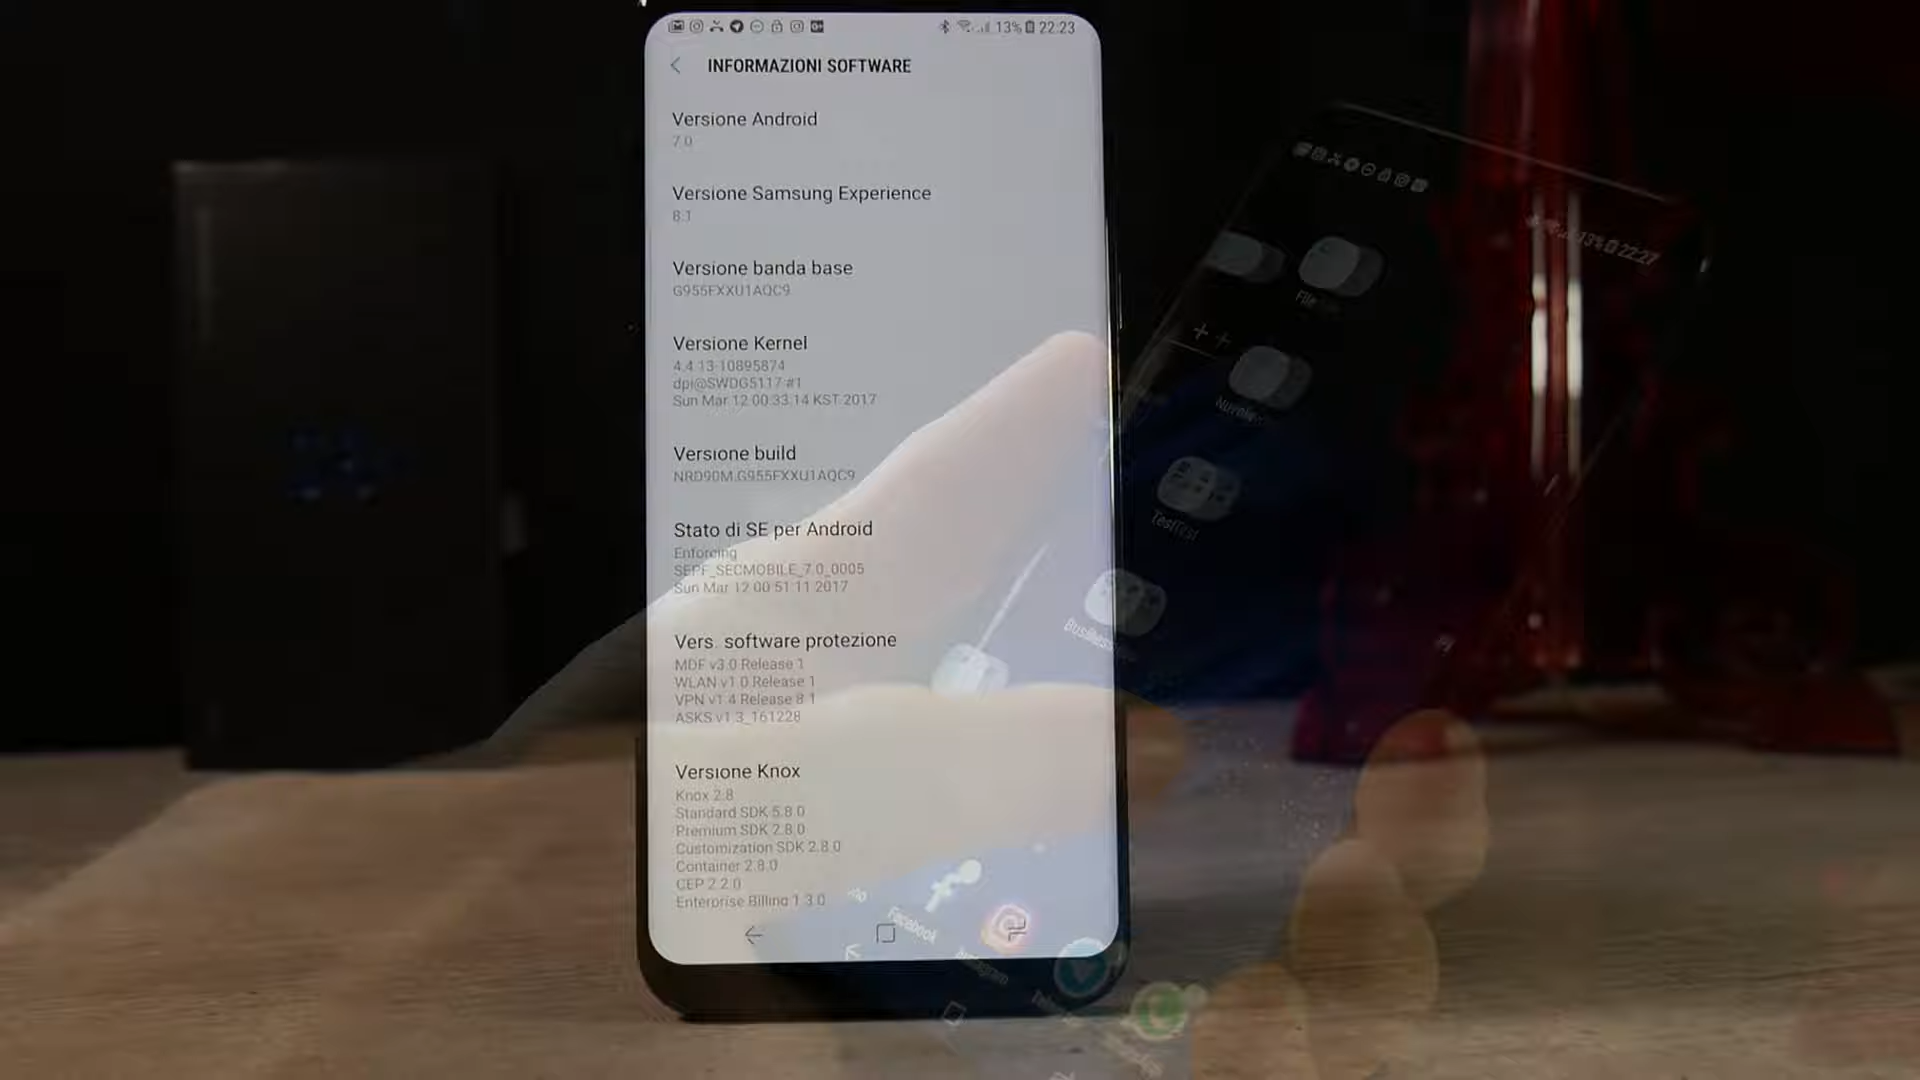 13% 22:23
INFORMAZIONI SOFTWARE
Versione Android
7.0
Versione Samsung Experience
8.1
Versione banda base
G955FXXU1AQC9
Versione Kernel
4.4.13-10895874
dpi@SWDG5117 #1
Sun Mar 12 00:33:14 KST 2017
Versione build
NRD90M.G955FXXU1AQC9
Stato di SE per Android
Enforcing
SEPF_SECMOBILE_7.0_0005
Sun Mar 12 00:51:11 2017
Vers. software protezione
MDF v3.0 Release 1
WLAN v1.0 Release 1
VPN v1.4 Release 8.1
ASKS v1.3_161228
Versione Knox
Knox 2.8
Standard SDK 5.8.0
Premium SDK 2.8.0
Customization SDK 2.8.0
Container 2.8.0
CEP 2.2.0
Enterprise Billing 1.3.0
13% 22:27
File
Facebook
Instagram